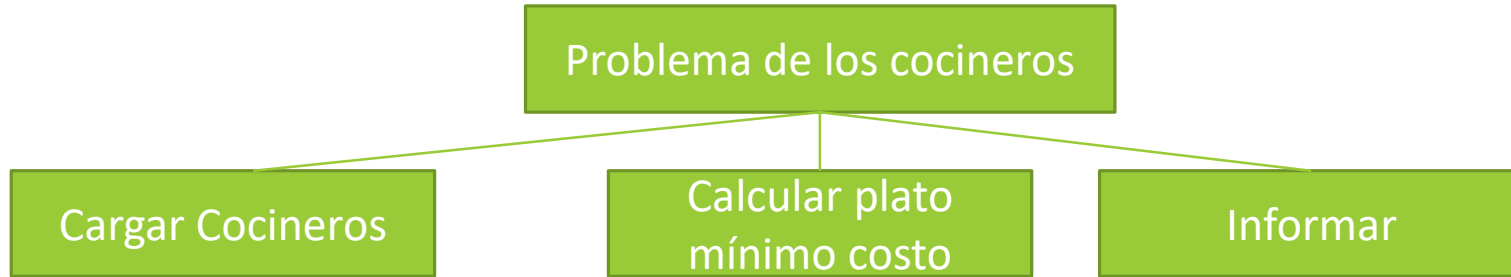 Problema de los cocineros
Cargar Cocineros
Calcular plato
mínimo costo
Informar